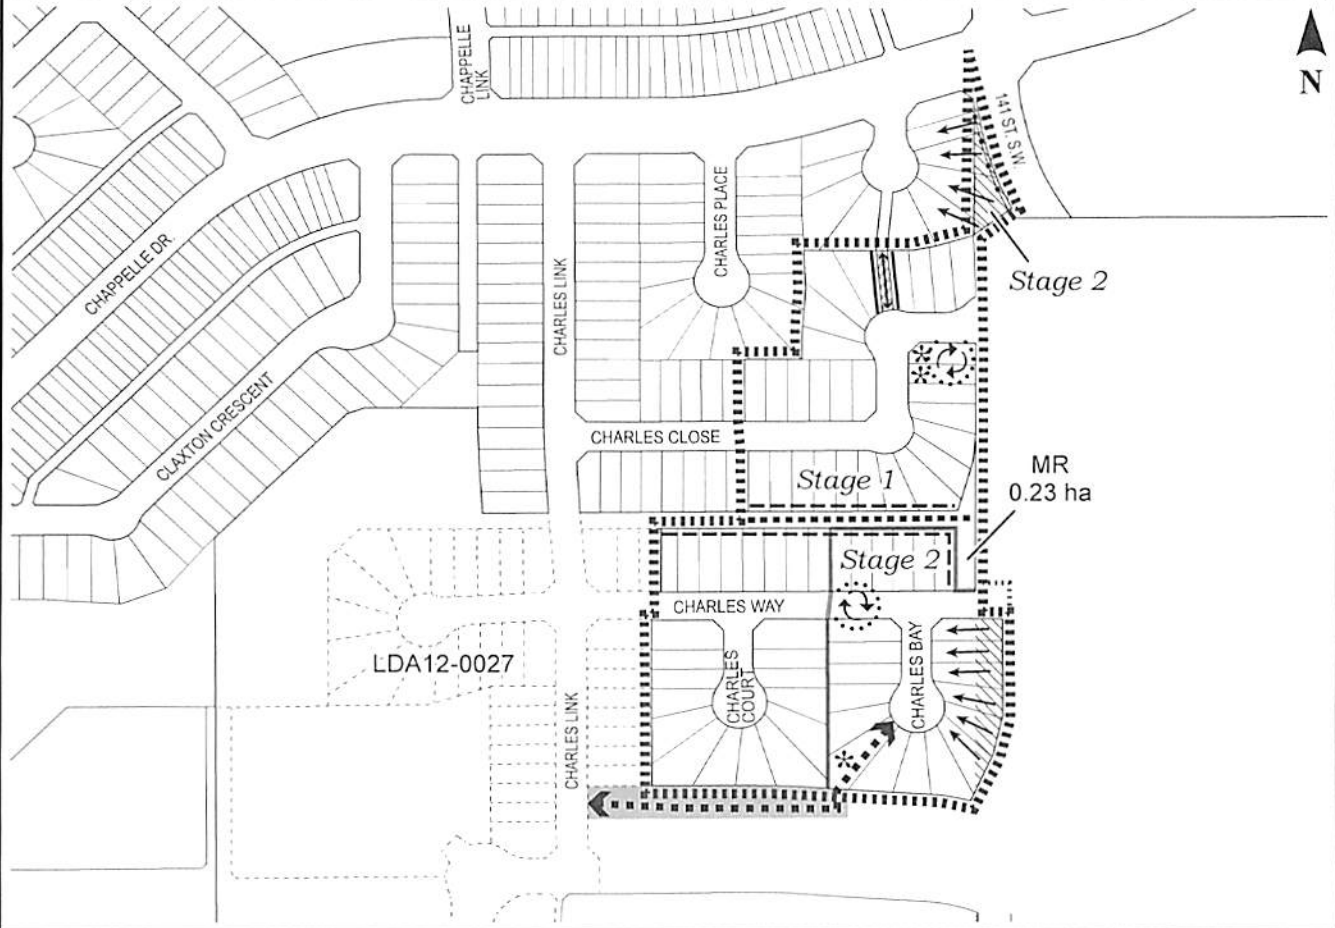 CHAPPELLE
LINK
N
141 ST. S.W.
CHARLES PLACE
CHAPPELLE DR.
CHARLES LINK
Stage 2
CLAXTON CRESCENT
CHARLES CLOSE
Stage 1
MR
0.23 ha
Stage 2
CHARLES WAY
LDA12-0027
CHARLES
COURT
CHARLES BAY
CHARLES LINK